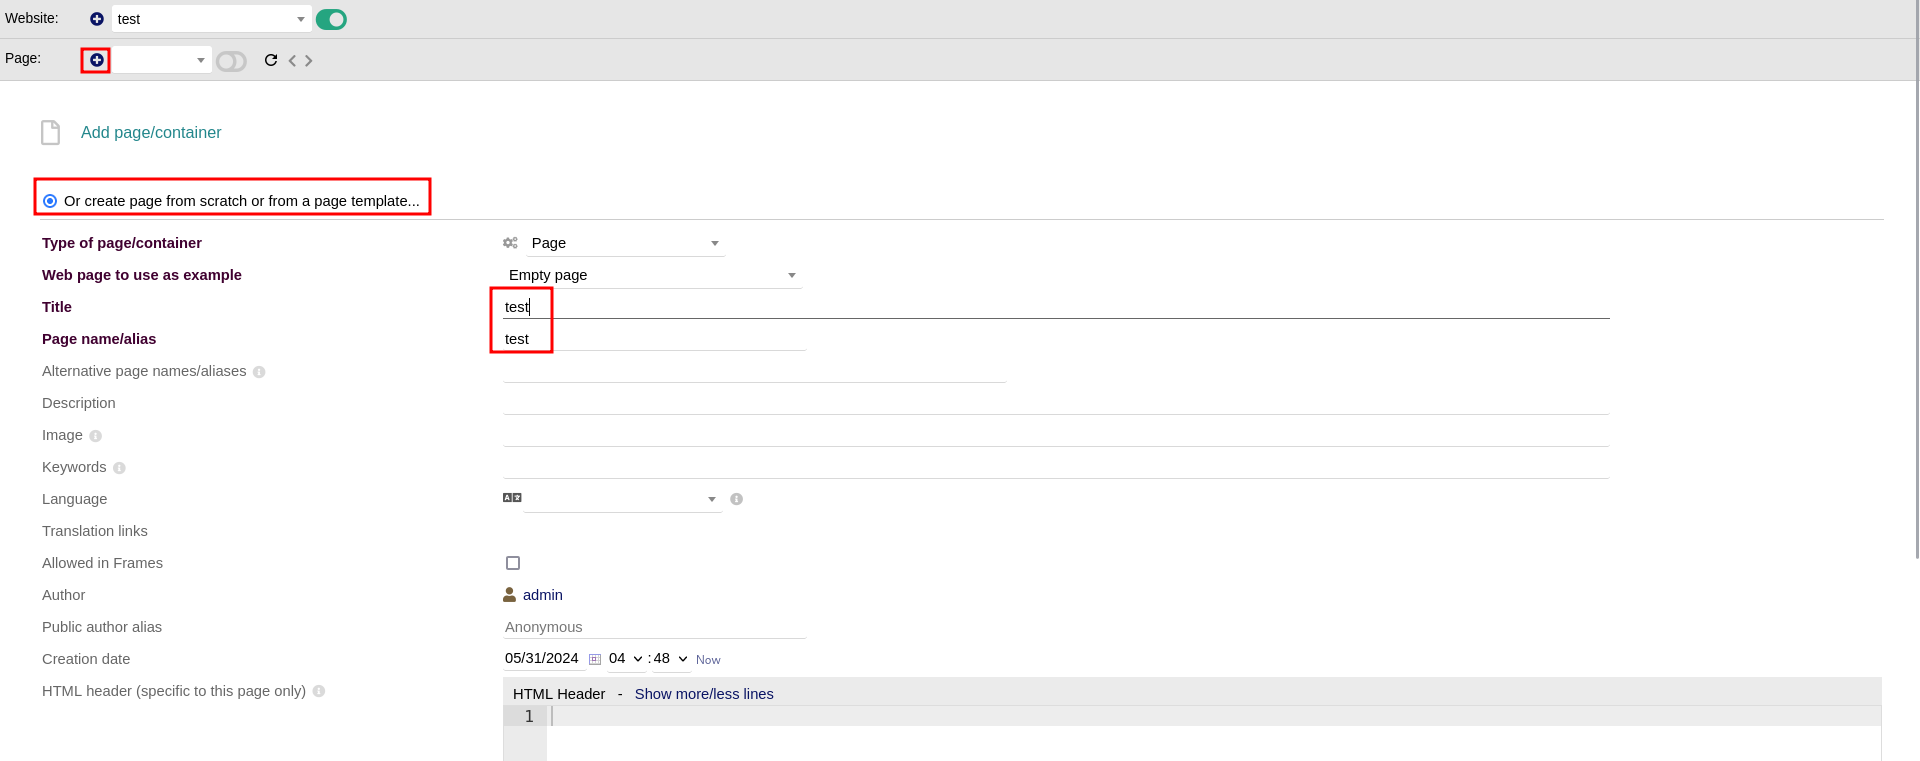 Website: test
Page:
Add page/container
Or create page from scratch or from a page template...
Type of page/container Page
Web page to use as example Empty page
Title test
Page name/alias test
Alternative page names/aliases
Description
Image
Keywords
Language
Translation links
Allowed in Frames
Author admin
Public author alias Anonymous
Creation date 05/31/2024 04 : 48 Now
HTML header (specific to this page only) HTML Header - Show more/less lines
1